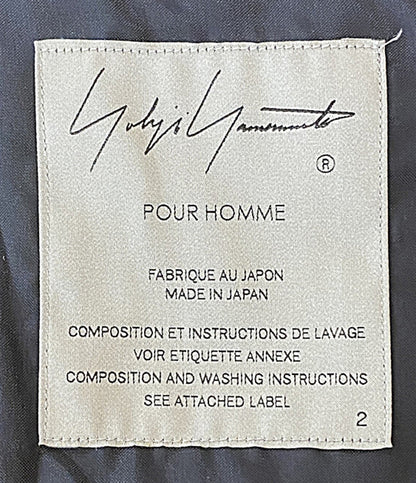 Yohji Yamamoto
®
POUR HOMME
FABRIQUE AU JAPON
MADE IN JAPAN
COMPOSITION ET INSTRUCTIONS DE LAVAGE
VOIR ETIQUETTE ANNEXE
COMPOSITION AND WASHING INSTRUCTIONS
SEE ATTACHED LABEL
2